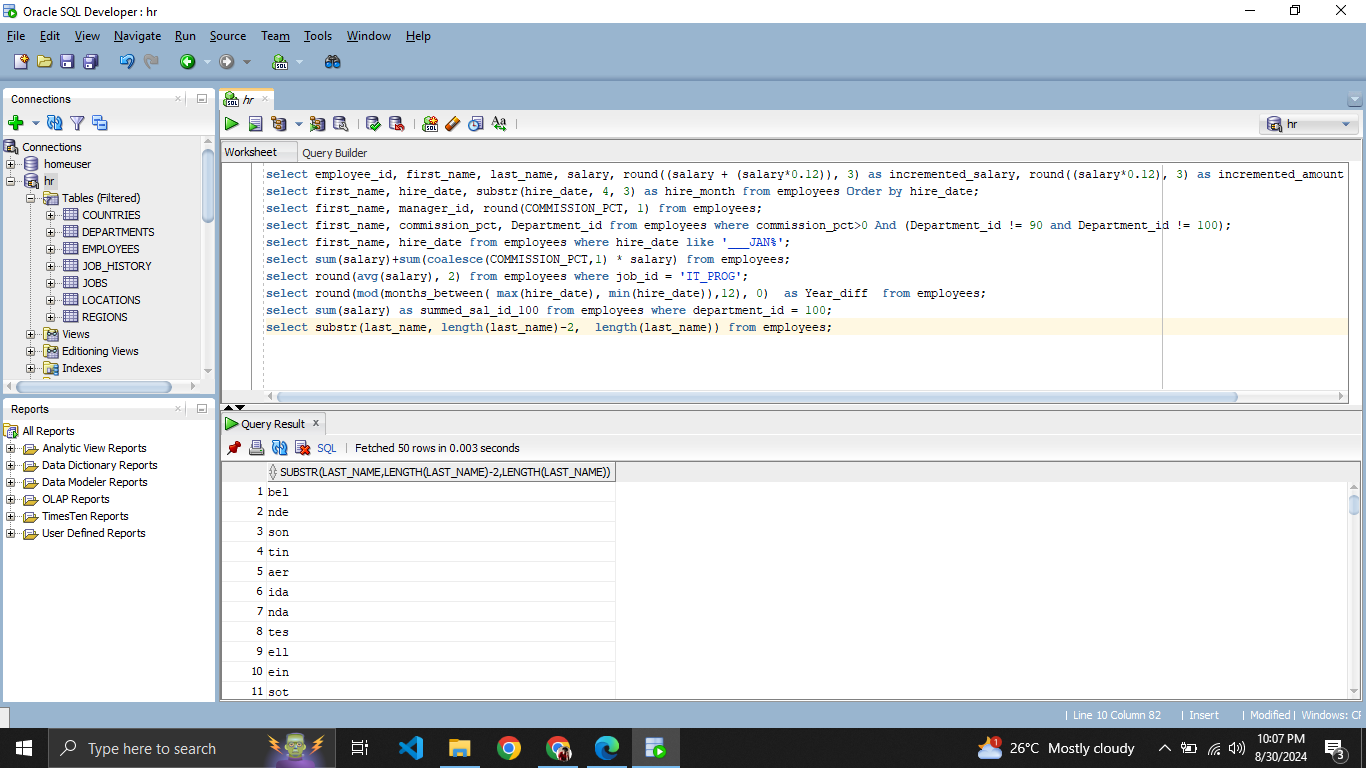 Oracle SQL Developer : hr
File Edit View Navigate Run Source Team Tools Window Help
Connections
Connections
homeuser
hr
Tables (Filtered)
COUNTRIES
DEPARTMENTS
EMPLOYEES
JOB_HISTORY
JOBS
LOCATIONS
REGIONS
Views
Editioning Views
Indexes
Reports
All Reports
Analytic View Reports
Data Dictionary Reports
Data Modeler Reports
OLAP Reports
TimesTen Reports
User Defined Reports
hr
hr
Worksheet Query Builder
select employee_id, first_name, last_name, salary, round((salary + (salary*0.12)), 3) as incremented_salary, round((salary*0.12), 3) as incremented_amount
select first_name, hire_date, substr(hire_date, 4, 3) as hire_month from employees Order by hire_date;
select first_name, manager_id, round(COMMISSION_PCT, 1) from employees;
select first_name, commission_pct, Department_id from employees where commission_pct>0 And (Department_id != 90 and Department_id != 100);
select first_name, hire_date from employees where hire_date like '___JAN%';
select sum(salary)+sum(coalesce(COMMISSION_PCT,1) * salary) from employees;
select round(avg(salary), 2) from employees where job_id = 'IT_PROG';
select round(mod(months_between( max(hire_date), min(hire_date)),12), 0)  as Year_diff  from employees;
select sum(salary) as summed_sal_id_100 from employees where department_id = 100;
select substr(last_name, length(last_name)-2,  length(last_name)) from employees;
Query Result x
SQL | Fetched 50 rows in 0.003 seconds
SUBSTR(LAST_NAME,LENGTH(LAST_NAME)-2,LENGTH(LAST_NAME))
1 bel
2 nde
3 son
4 tin
5 aer
6 ida
7 nda
8 tes
9 ell
10 ein
11 sot
| Line 10 Column 82 | Insert | Modified | Windows: CF
Type here to search
26°C Mostly cloudy
10:07 PM
8/30/2024
3